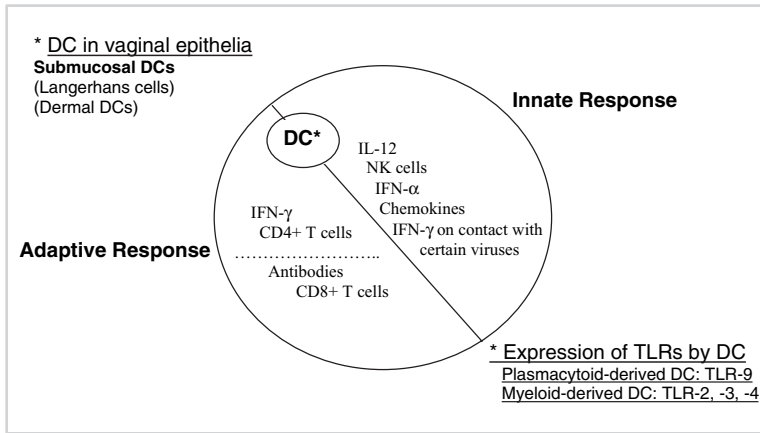 * DC in vaginal epithelia
Submucosal DCs
(Langerhans cells)
(Dermal DCs)
Innate Response
DC*
IL-12
NK cells
IFN-α
Chemokines
IFN-γ on contact with
certain viruses
IFN-γ
CD4+ T cells
Adaptive Response
……………………..
Antibodies
CD8+ T cells
* Expression of TLRs by DC
Plasmacytoid-derived DC: TLR-9
Myeloid-derived DC: TLR-2, -3, -4